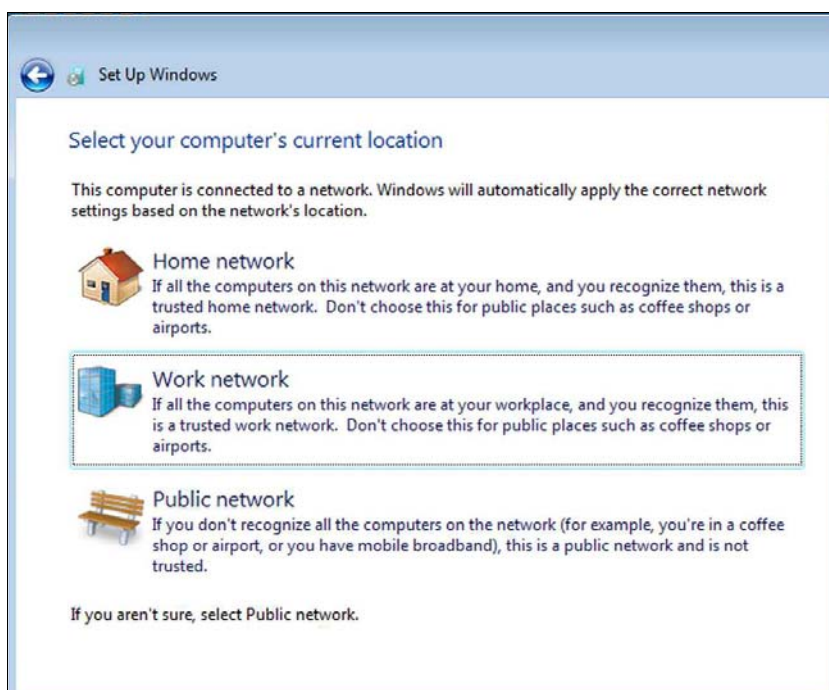 Set Up Windows
Select your computer's current location
This computer is connected to a network. Windows will automatically apply the correct network
settings based on the network's location.
Home network
If all the computers on this network are at your home, and you recognize them, this is a
trusted home network.  Don't choose this for public places such as coffee shops or
airports.
Work network
If all the computers on this network are at your workplace, and you recognize them, this
is a trusted work network.  Don't choose this for public places such as coffee shops or
airports.
Public network
If you don't recognize all the computers on the network (for example, you're in a coffee
shop or airport, or you have mobile broadband), this is a public network and is not
trusted.
If you aren't sure, select Public network.